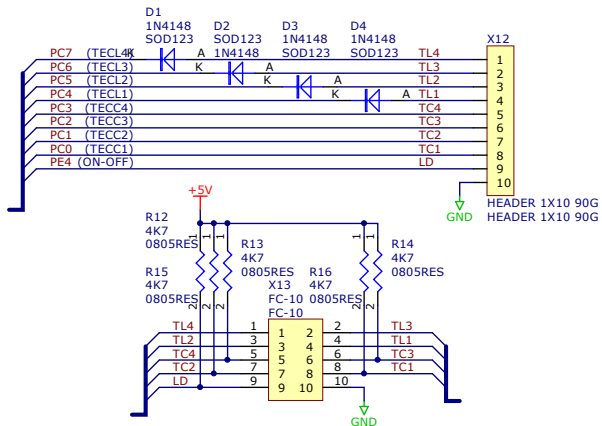 D1
1N4148
SOD123
D2
SOD123
1N4148
D3
1N4148
SOD123
D4
1N4148
SOD123
X12
PC7 (TECL4) K A TL4 1
PC6 (TECL3) K A TL3 2
PC5 (TECL2) K A TL2 3
PC4 (TECL1) K A TL1 4
PC3 (TECC4) TC4 5
PC2 (TECC3) TC3 6
PC1 (TECC2) TC2 7
PC0 (TECC1) TC1 8
PE4 (ON-OFF) LD 9
10
GND
HEADER 1X10 90G
HEADER 1X10 90G
+5V
R12
4K7
0805RES
R13
4K7
0805RES
R14
4K7
0805RES
R15
4K7
0805RES
R16
4K7
0805RES
1 1 1 1 1
2 2 2 2 2
X13
FC-10
FC-10
TL4 1 1 2 2 TL3
TL2 3 3 4 4 TL1
TC4 5 5 6 6 TC3
TC2 7 7 8 8 TC1
LD 9 9 10 10
GND